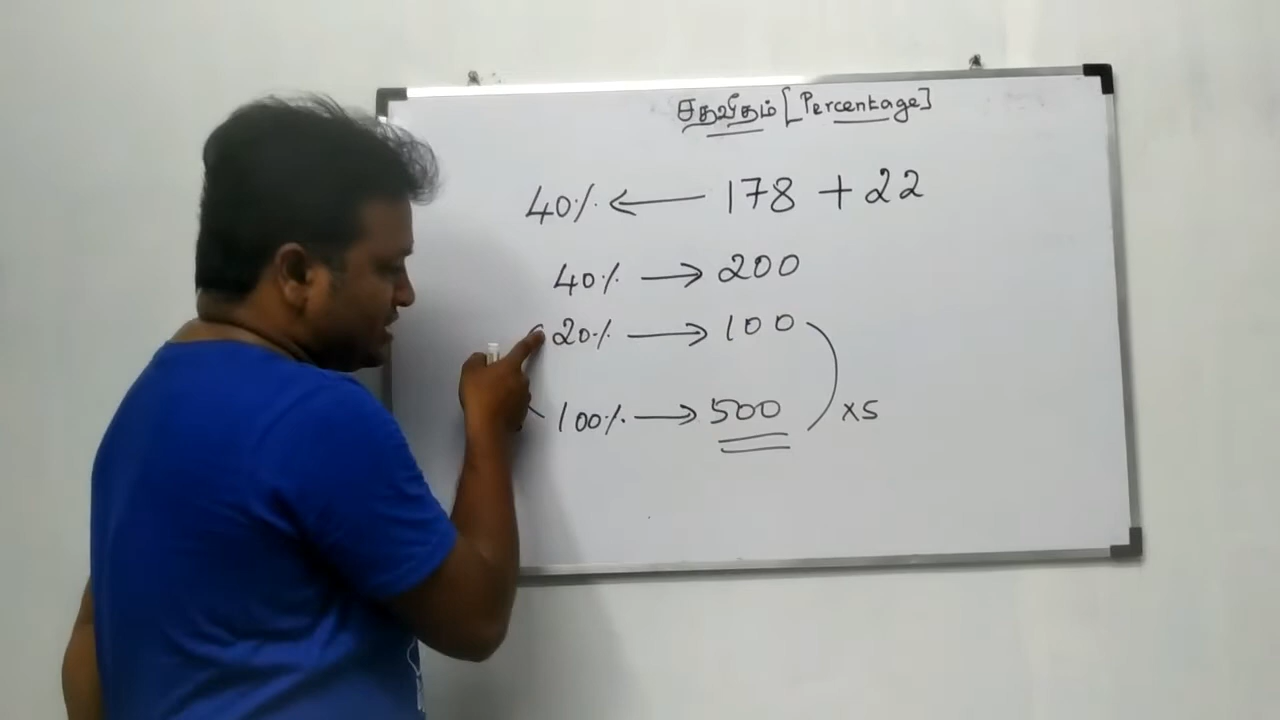 சதவீதம் [Percentage]
40% ← 178 + 22
40% → 200
20% → 100
100% → 500 x5